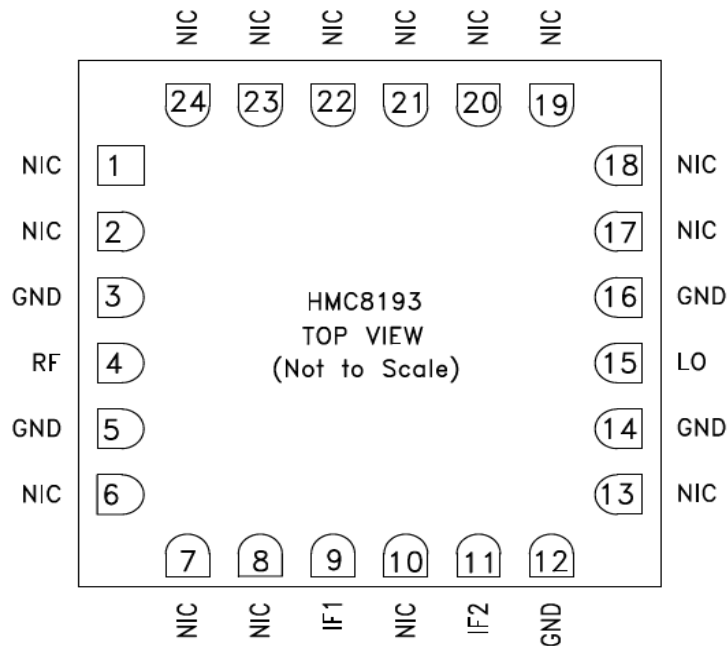 NIC NIC NIC NIC NIC NIC
24 23 22 21 20 19
NIC 1 18 NIC
NIC 2 17 NIC
GND 3 16 GND
HMC8193
TOP VIEW
(Not to Scale)
RF 4 15 LO
GND 5 14 GND
NIC 6 13 NIC
7 8 9 10 11 12
NIC NIC IF1 NIC IF2 GND